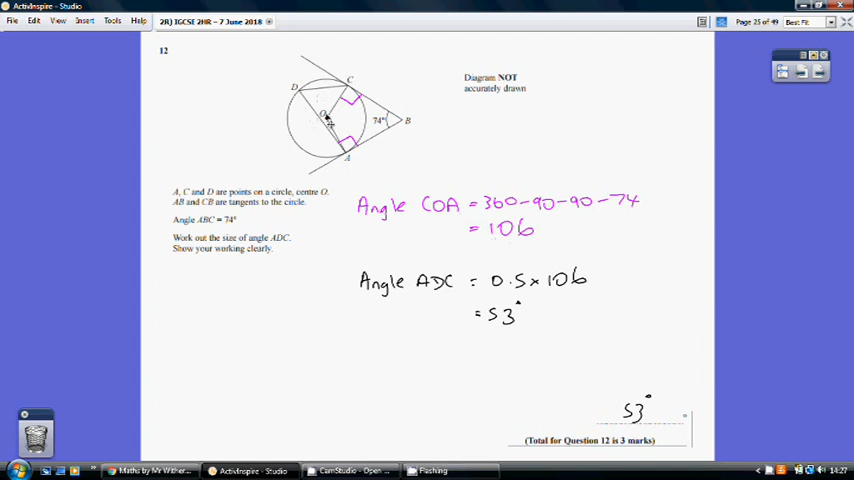 ActivInspire - Studio
File Edit View Insert Tools Help
2R) IGCSE 2HR – 7 June 2018
Page 25 of 49
Best Fit
12
Diagram NOT
accurately drawn
D
C
O
74°
B
A
A, C and D are points on a circle, centre O.
AB and CB are tangents to the circle.
Angle ABC = 74°
Work out the size of angle ADC.
Show your working clearly.
Angle COA = 360-90-90-74
= 106
Angle ADC = 0.5 × 106
= 53°
53°
(Total for Question 12 is 3 marks)
Maths by Mr Wither...
ActivInspire - Studio
CamStudio - Open ...
Flashing
14:27